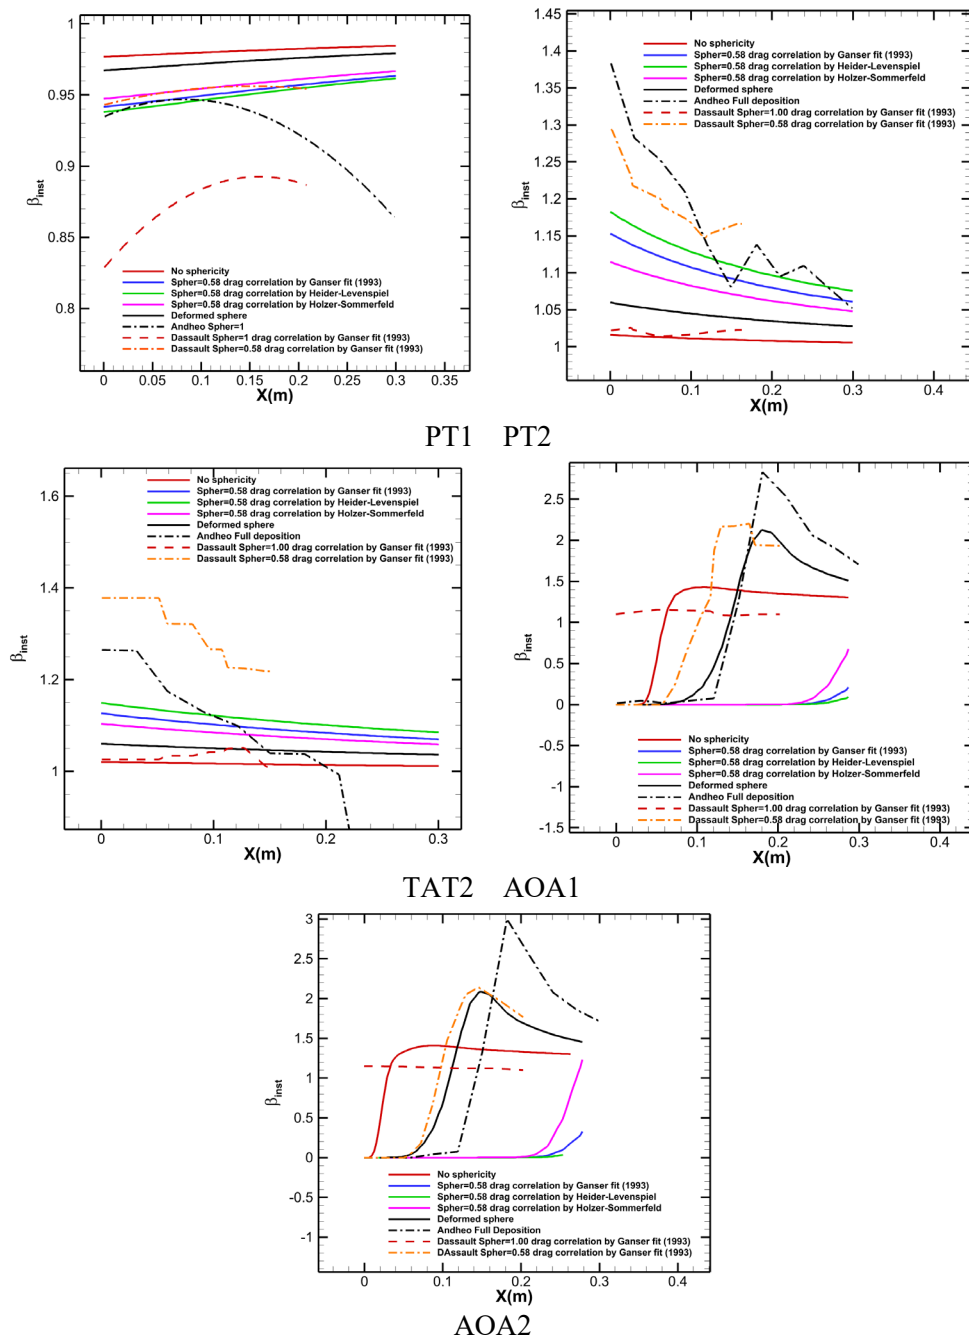 1
0.95
0.9
0.85
0.8
βinst
No sphericity
Spher=0.58 drag correlation by Ganser fit (1993)
Spher=0.58 drag correlation by Heider-Levenspiel
Spher=0.58 drag correlation by Holzer-Sommerfeld
Deformed sphere
Andheo Spher=1
Dassault Spher=1 drag correlation by Ganser fit (1993)
Dassault Spher=0.58 drag correlation by Ganser fit (1993)
0 0.05 0.1 0.15 0.2 0.25 0.3 0.35
X(m)
1.45
1.4
1.35
1.3
1.25
1.2
1.15
1.1
1.05
1
βinst
No sphericity
Spher=0.58 drag correlation by Ganser fit (1993)
Spher=0.58 drag correlation by Heider-Levenspiel
Spher=0.58 drag correlation by Holzer-Sommerfeld
Deformed sphere
Andheo Full deposition
Dassault Spher=1.00 drag correlation by Ganser fit (1993)
Dassault Spher=0.58 drag correlation by Ganser fit (1993)
0 0.1 0.2 0.3 0.4
X(m)
PT1 PT2
1.6
1.4
1.2
1
βinst
No sphericity
Spher=0.58 drag correlation by Ganser fit (1993)
Spher=0.58 drag correlation by Heider-Levenspiel
Spher=0.58 drag correlation by Holzer-Sommerfeld
Deformed sphere
Andheo Full deposition
Dassault Spher=1.00 drag correlation by Ganser fit (1993)
Dassault Spher=0.58 drag correlation by Ganser fit (1993)
0 0.1 0.2 0.3
X(m)
2.5
2
1.5
1
0.5
0
-0.5
-1
-1.5
βinst
No sphericity
Spher=0.58 drag correlation by Ganser fit (1993)
Spher=0.58 drag correlation by Heider-Levenspiel
Spher=0.58 drag correlation by Holzer-Sommerfeld
Deformed sphere
Andheo Full deposition
Dassault Spher=1.00 drag correlation by Ganser fit (1993)
Dassault Spher=0.58 drag correlation by Ganser fit (1993)
0 0.1 0.2 0.3 0.4
X(m)
TAT2 AOA1
3
2.5
2
1.5
1
0.5
0
-0.5
-1
βinst
No sphericity
Spher=0.58 drag correlation by Ganser fit (1993)
Spher=0.58 drag correlation by Heider-Levenspiel
Spher=0.58 drag correlation by Holzer-Sommerfeld
Deformed sphere
Andheo Full Deposition
Dassault Spher=1.00 drag correlation by Ganser fit (1993)
DAssault Spher=0.58 drag correlation by Ganser fit (1993)
0 0.1 0.2 0.3 0.4
X(m)
AOA2